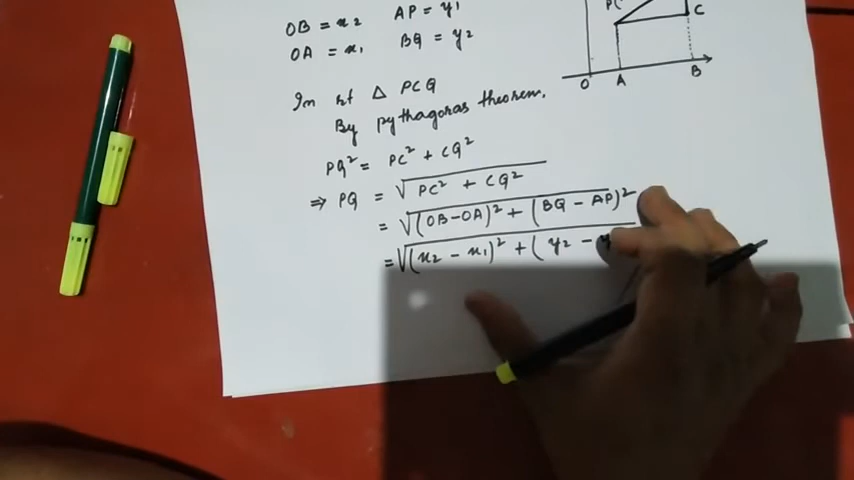 OB = x₂ AP = y₁
OA = x₁ BQ = y₂
P C
O A B
In rt △ PCQ
By pythagoras theorem.
PQ² = PC² + CQ²
⇒ PQ = √(PC² + CQ²)
= √((OB-OA)² + (BQ - AP)²)
= √((x₂ - x₁)² + (y₂ -